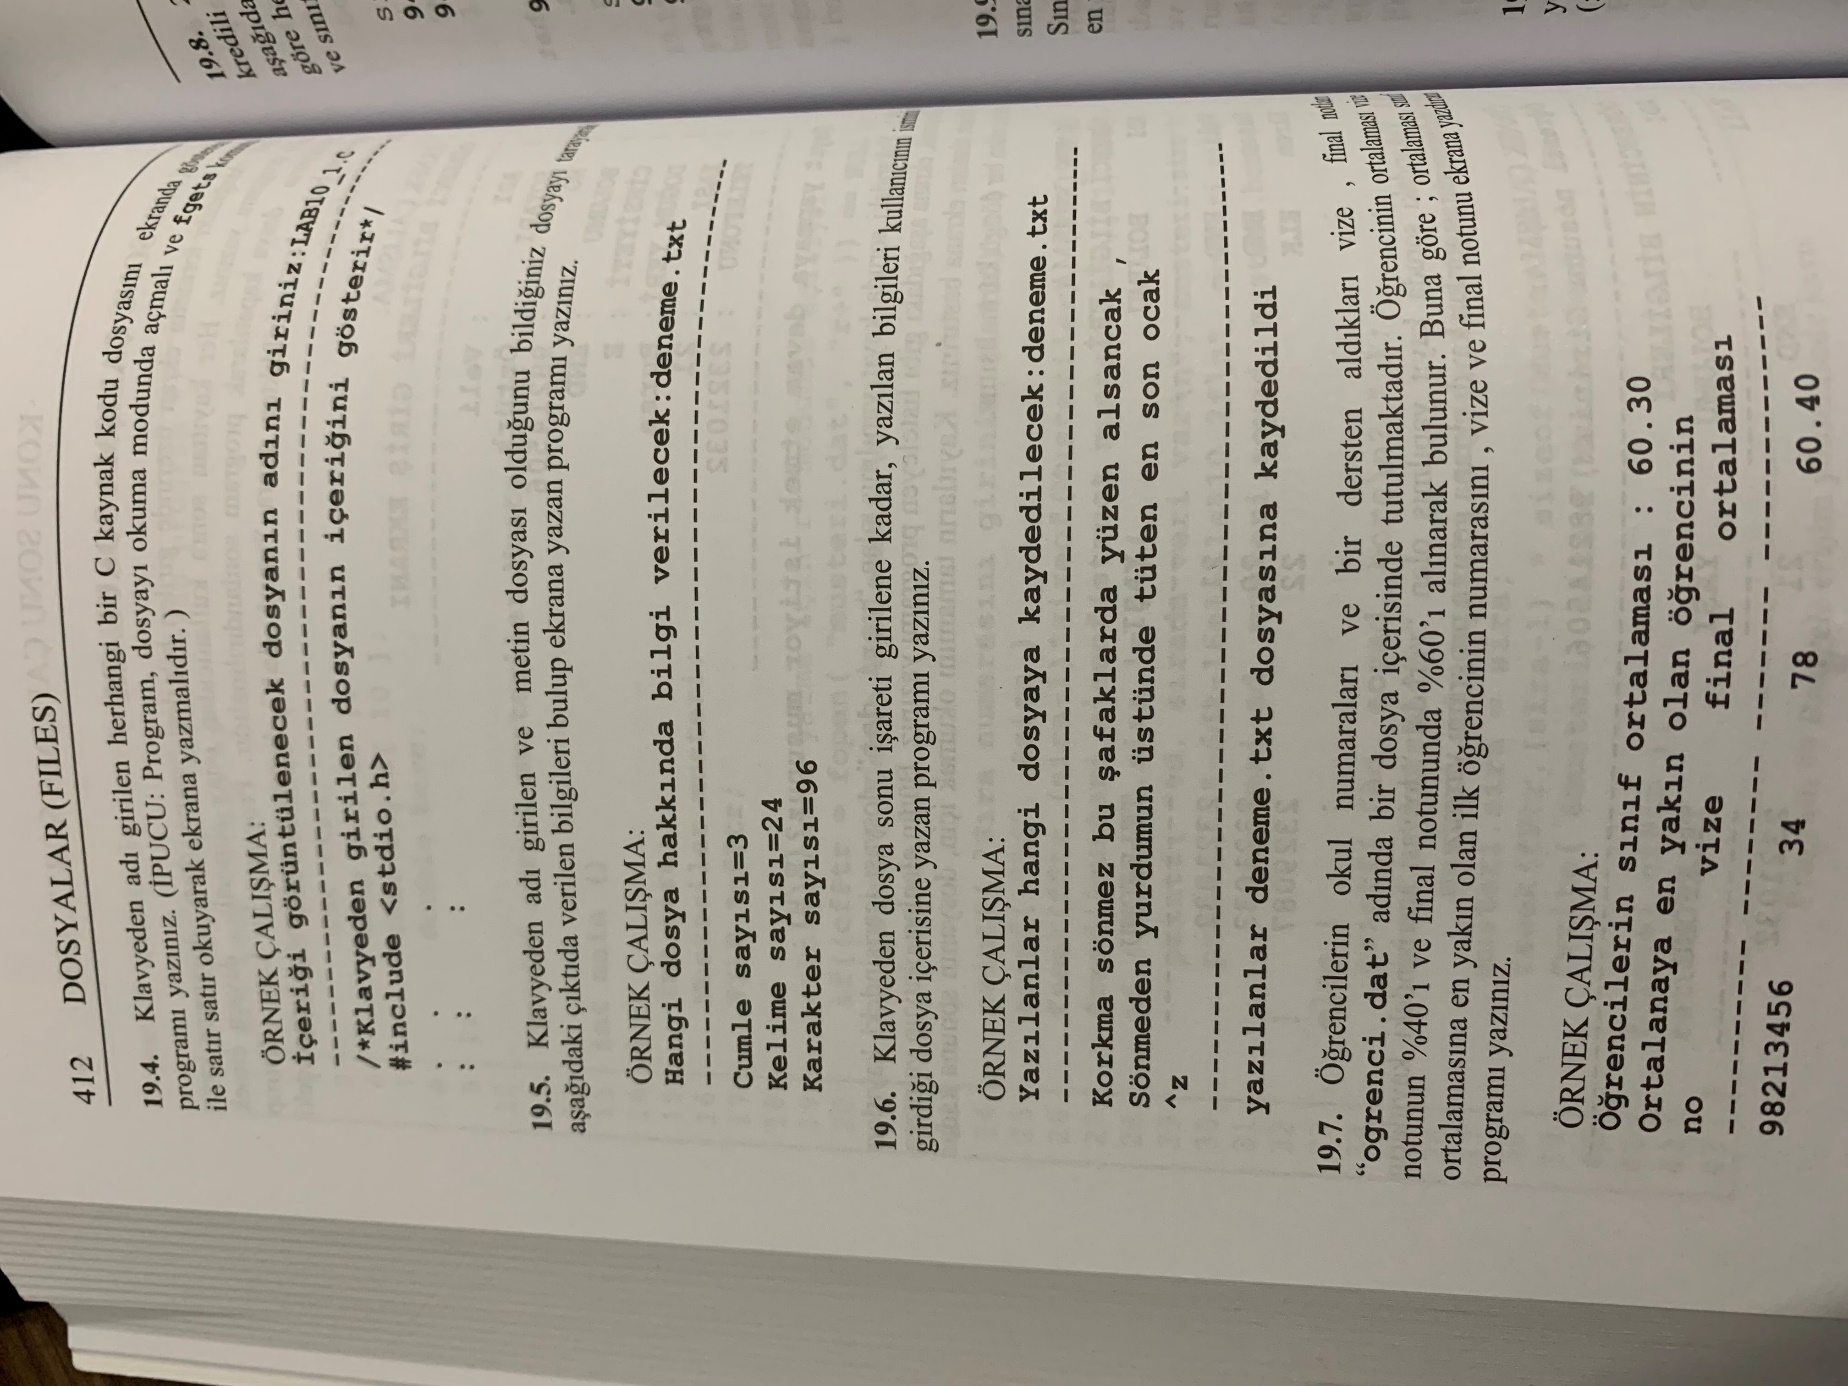 412 DOSYALAR (FILES)
19.4. Klavyeden adı girilen herhangi bir C kaynak kodu dosyasını ekranda
programı yazınız. (İPUCU: Program, dosyayı okuma modunda açmalı ve fgets
ile satır satır okuyarak ekrana yazmalıdır. )
ÖRNEK ÇALIŞMA:
İçeriği görüntülenecek dosyanın adını giriniz:LAB10_1.c
------------------------------------------------
/*Klavyeden girilen dosyanın içeriğini gösterir*/
#include <stdio.h>
: :
: :
19.5. Klavyeden adı girilen ve metin dosyası olduğunu bildiğiniz dosyayı
aşağıdaki çıktıda verilen bilgileri bulup ekrana yazan programı yazınız.
ÖRNEK ÇALIŞMA:
Hangi dosya hakkında bilgi verilecek:deneme.txt
------------------------------------------------
Cumle sayısı=3
Kelime sayısı=24
Karakter sayısı=96
19.6. Klavyeden dosya sonu işareti girilene kadar, yazılan bilgileri kullanıcının
girdiği dosya içerisine yazan programı yazınız.
ÖRNEK ÇALIŞMA:
Yazılanlar hangi dosyaya kaydedilecek:deneme.txt
------------------------------------------------
Korkma sönmez bu şafaklarda yüzen alsancak,
Sönmeden yurdumun üstünde tüten en son ocak
^z
------------------------------------------------
yazılanlar deneme.txt dosyasına kaydedildi
19.7. Öğrencilerin okul numaraları ve bir dersten aldıkları vize , final
“ogrenci.dat” adında bir dosya içerisinde tutulmaktadır. Öğrencinin ortalaması vize
notunun %40’ı ve final notunun da %60’ı alınarak bulunur. Buna göre ; ortalaması
ortalamasına en yakın olan ilk öğrencinin numarasını , vize ve final notunu ekrana
programı yazınız.
ÖRNEK ÇALIŞMA:
Öğrencilerin sınıf ortalaması : 60.30
Ortalanaya en yakın olan öğrencinin
no vize final ortalaması
---------- ---------- ---------- ----------
98213456 34 78 60.40
19.8.
kredili
aşağıda
göre